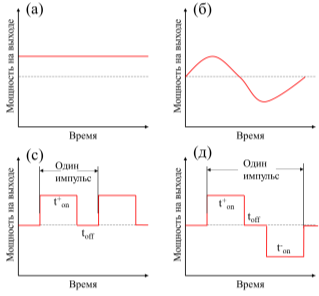 (а)
Мощность на выходе
Время
(б)
Мощность на выходе
Время
(c)
Мощность на выходе
Один
импульс
t⁺on
toff
Время
(д)
Мощность на выходе
Один
импульс
t⁺on
toff
t⁻on
Время